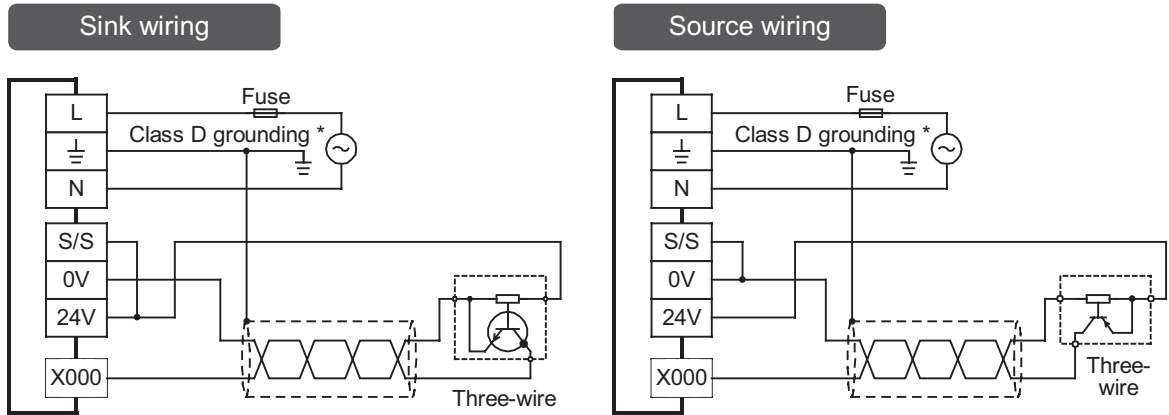 Sink wiring
L
N
S/S
0V
24V
X000
Fuse
Class D grounding *
Three-wire
Source wiring
L
N
S/S
0V
24V
X000
Fuse
Class D grounding *
Three-
wire